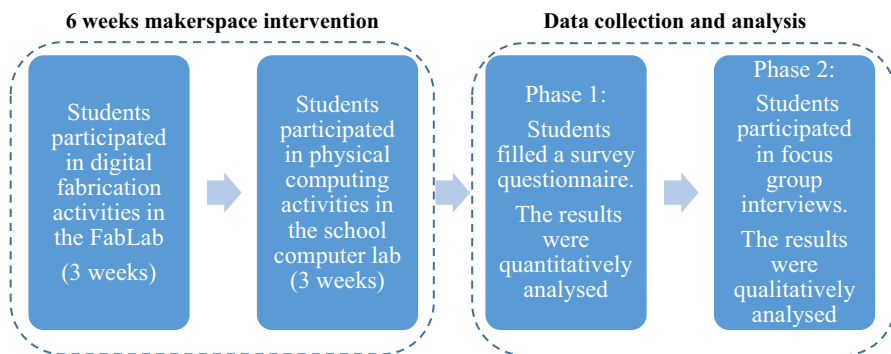 6 weeks makerspace intervention
Students
participated
in digital
fabrication
activities in
the FabLab
(3 weeks)
Students
participated
in physical
computing
activities in
the school
computer lab
(3 weeks)
Data collection and analysis
Phase 1:
Students
filled a survey
questionnaire.
The results
were
quantitatively
analysed
Phase 2:
Students
participated
in focus
group
interviews.
The results
were
qualitatively
analysed